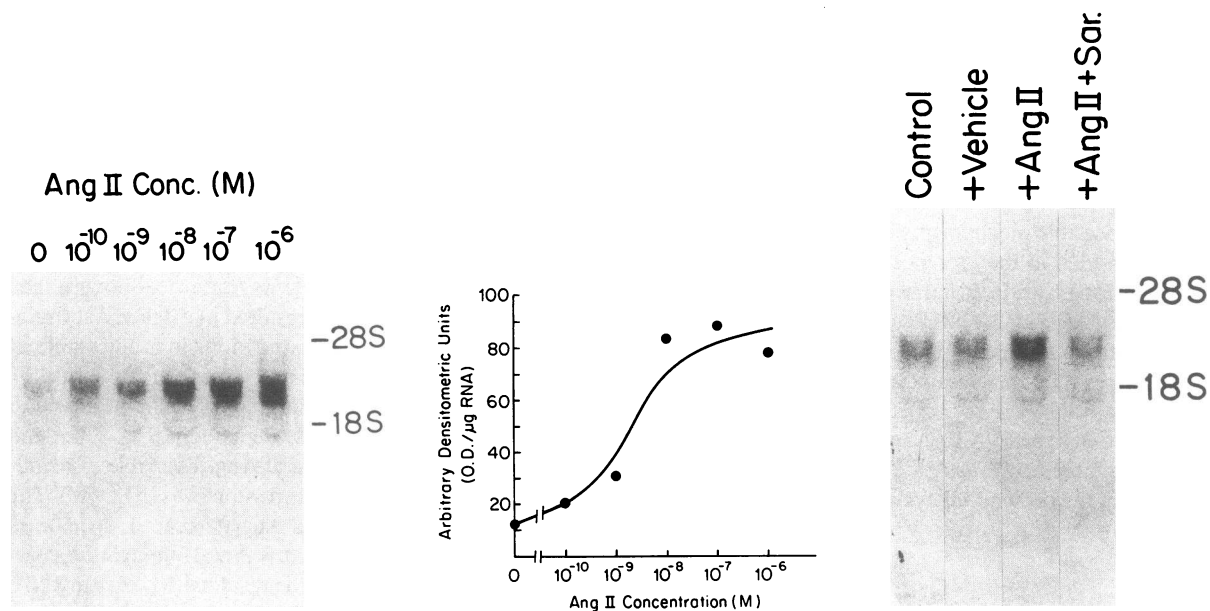 Ang II Conc. (M)
0 10-10 10-9 10-8 10-7 10-6
-28S
-18S
100
80
60
40
20
Arbitrary Densitometric Units
(O.D./μg RNA)
0 10-10 10-9 10-8 10-7 10-6
Ang II Concentration (M)
Control
+Vehicle
+Ang II
+Ang II+Sar.
-28S
-18S